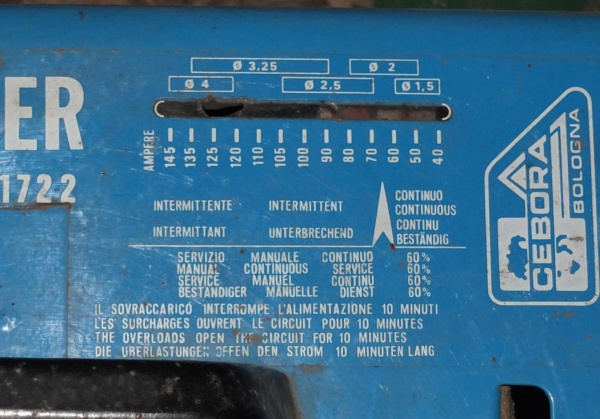 Ø 3.25 Ø 2
Ø 4 Ø 2,5 Ø 1,5
ER
1722
AMPERE 145 135 125 120 110 105 100 90 80 70 60 50 40
INTERMITTENTE INTERMITTENT
INTERMITTANT UNTERBRECHEND
CONTINUO
CONTINUOUS
CONTINU
BESTÄNDIG
CEBORA
BOLOGNA
SERVIZIO MANUALE CONTINUO 60%
MANUAL CONTINUOUS SERVICE 60%
SERVICE MANUEL CONTINU 60%
BESTANDIGER MANUELLE DIENST 60%
IL SOVRACCARICO INTERROMPE L'ALIMENTAZIONE 10 MINUTI
LES SURCHARGES OUVRENT LE CIRCUIT POUR 10 MINUTES
THE OVERLOADS OPEN THE CIRCUIT FOR 10 MINUTES
DIE UBERLASTUNGEN OFFEN DEN STROM 10 MINUTEN LANG